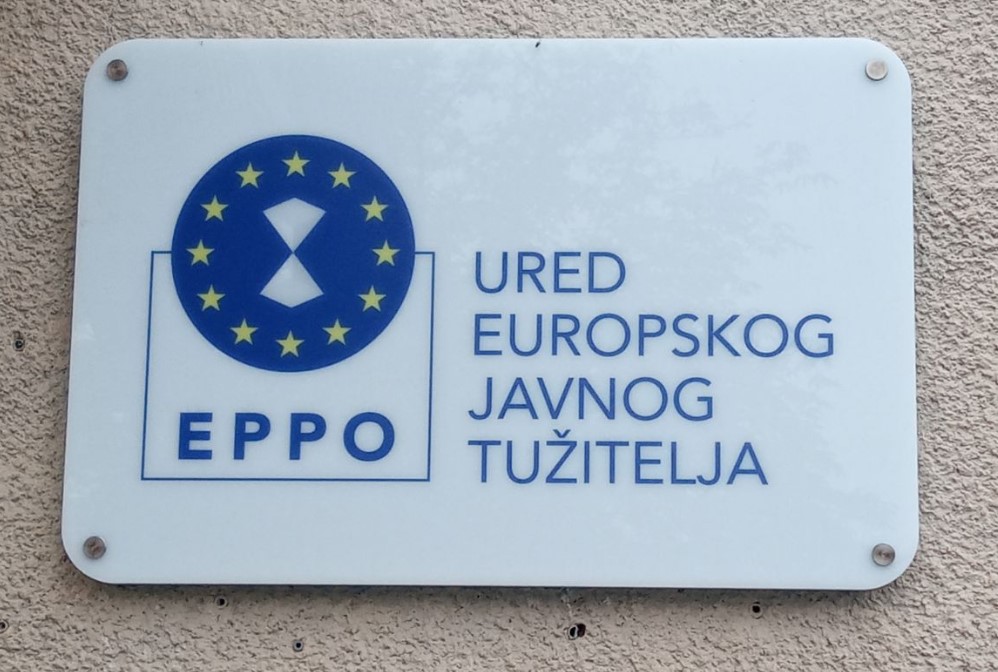 EPPO
URED
EUROPSKOG
JAVNOG
TUŽITELJA